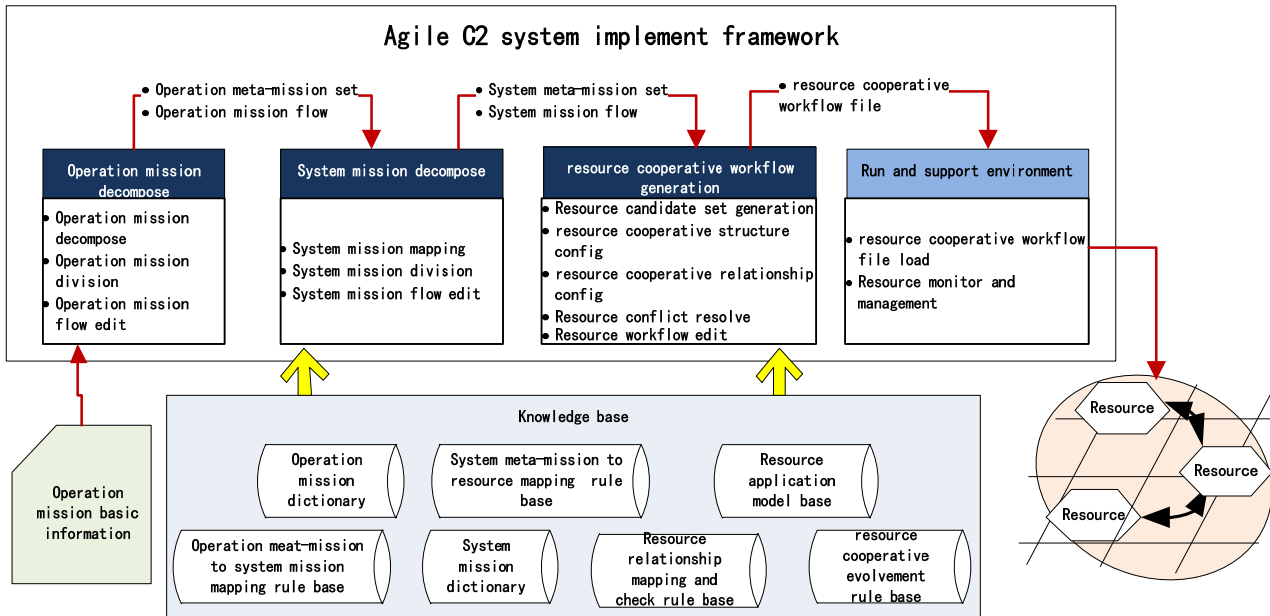 Agile C2 system implement framework
• Operation meta-mission set
• Operation mission flow
• System meta-mission set
• System mission flow
• resource cooperative
workflow file
Operation mission
decompose
• Operation mission
decompose
• Operation mission
division
• Operation mission
flow edit
System mission decompose
• System mission mapping
• System mission division
• System mission flow edit
resource cooperative workflow
generation
• Resource candidate set generation
• resource cooperative structure
config
• resource cooperative relationship
config
• Resource conflict resolve
• Resource workflow edit
Run and support environment
• resource cooperative workflow
file load
• Resource monitor and
management
Operation
mission basic
information
Knowledge base
Operation
mission
dictionary
System meta-mission to
resource mapping rule
base
Resource
application
model base
Operation meat-mission
to system mission
mapping rule base
System
mission
dictionary
Resource
relationship
mapping and
check rule base
resource
cooperative
evolvement
rule base
Resource
Resource
Resource